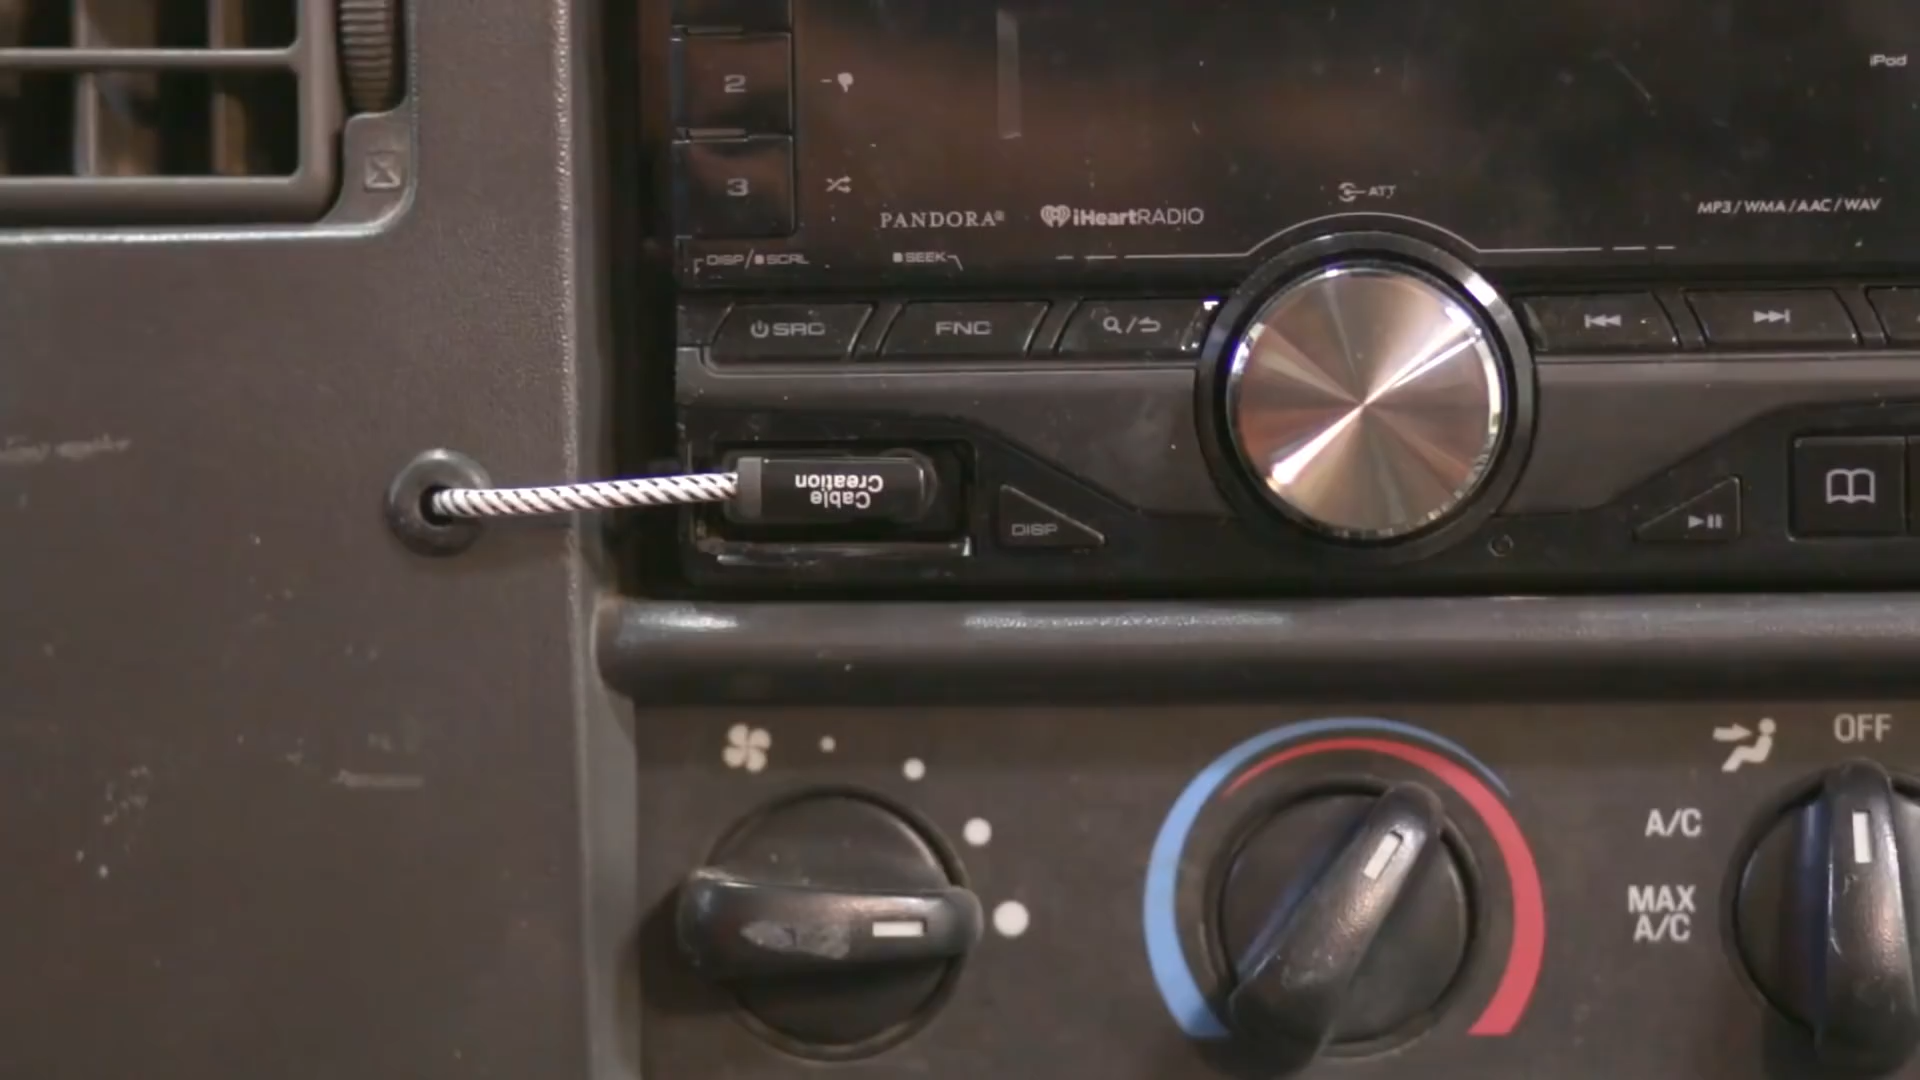 iPod
2
3
ATT
PANDORA®
iHeartRADIO
MP3/WMA/AAC/WAV
DISP/SCRL
SEEK
SRC
FNC
Cable
Creation
DISP
OFF
A/C
MAX
A/C